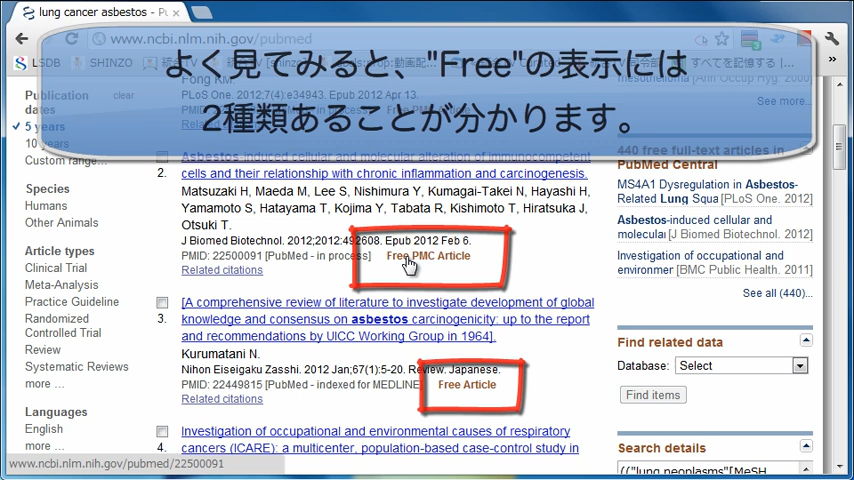 lung cancer asbestos - P
www.ncbi.nlm.nih.gov/pubmed
LSDB
SHINZO
よく見てみると、"Free"の表示には
2種類あることが分かります。
Publication
dates
clear
5 years
10 years
Custom range...
Species
Humans
Other Animals
Article types
Clinical Trial
Meta-Analysis
Practice Guideline
Randomized
Controlled Trial
Review
Systematic Reviews
more ...
Languages
English
more ...
PLoS One. 2012;7(4):e34943. Epub 2012 Apr 13.
Asbestos-induced cellular and molecular alteration of immunocompetent
2. cells and their relationship with chronic inflammation and carcinogenesis.
Matsuzaki H, Maeda M, Lee S, Nishimura Y, Kumagai-Takei N, Hayashi H,
Yamamoto S, Hatayama T, Kojima Y, Tabata R, Kishimoto T, Hiratsuka J,
Otsuki T.
J Biomed Biotechnol. 2012;2012:492608. Epub 2012 Feb 6.
PMID: 22500091 [PubMed - in process] Free PMC Article
Related citations
[A comprehensive review of literature to investigate development of global
3. knowledge and consensus on asbestos carcinogenicity: up to the report
and recommendations by UICC Working Group in 1964].
Kurumatani N.
Nihon Eiseigaku Zasshi. 2012 Jan;67(1):5-20. Review. Japanese.
PMID: 22449815 [PubMed - indexed for MEDLINE Free Article
Related citations
Investigation of occupational and environmental causes of respiratory
4. cancers (ICARE): a multicenter, population-based case-control study in
See more...
440 free full-text articles in
PubMed Central
MS4A1 Dysregulation in Asbestos-
Related Lung Squa [PLoS One. 2012]
Asbestos-induced cellular and
molecular [J Biomed Biotechnol. 2012]
Investigation of occupational and
environmer [BMC Public Health. 2011]
See all (440)...
Find related data
Database: Select
Find items
Search details
(("lung neoplasms"[MeSH
www.ncbi.nlm.nih.gov/pubmed/22500091